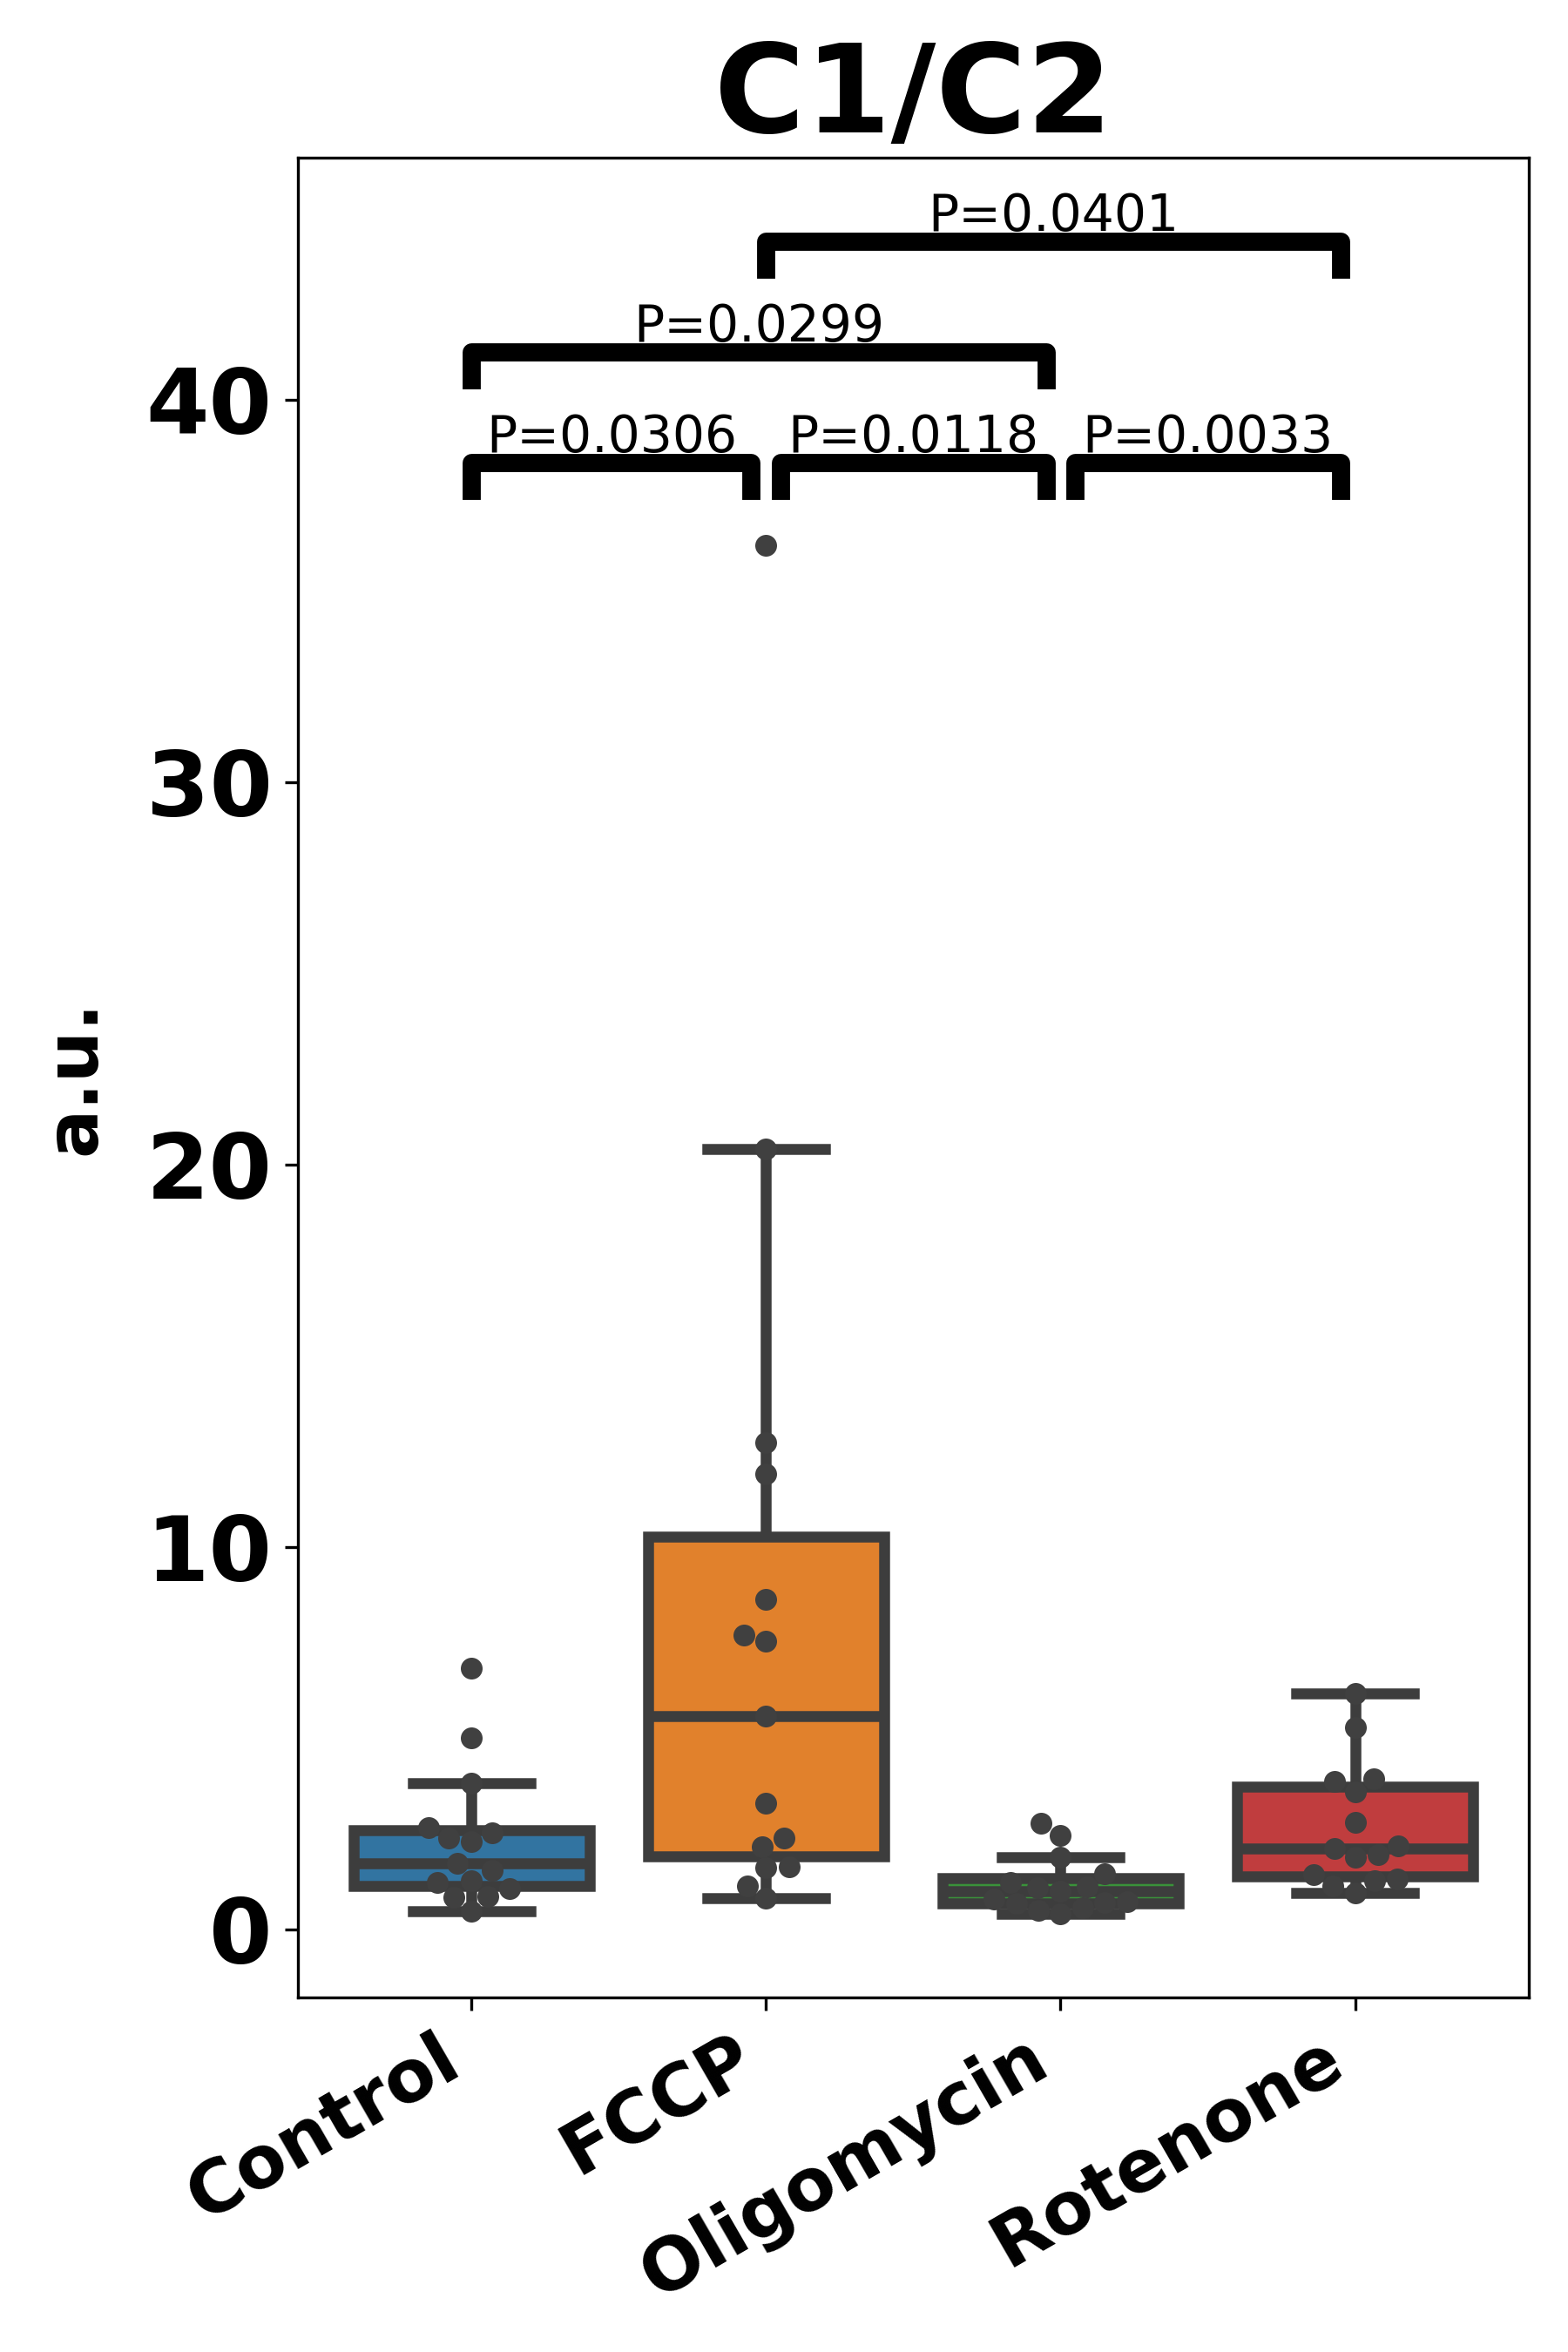 C1/C2
P=0.0401
P=0.0299
P=0.0306 P=0.0118 P=0.0033
40
30
20
10
0
a.u.
Control
FCCP
Oligomycin
Rotenone